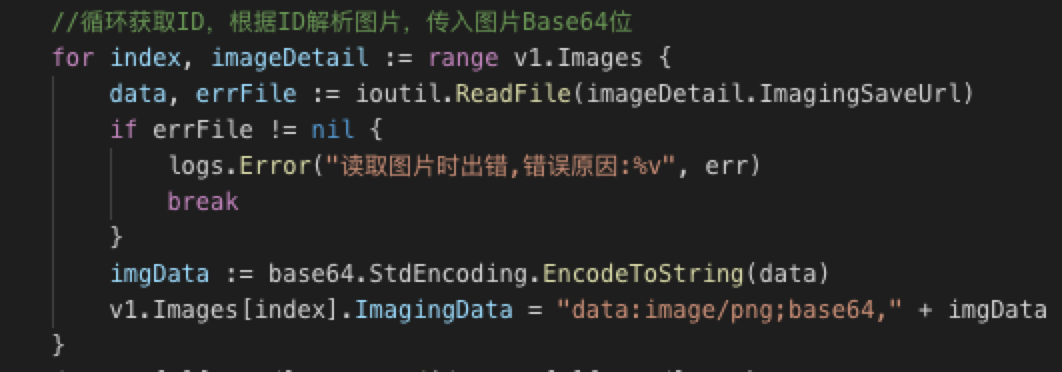 //循环获取ID，根据ID解析图片，传入图片Base64位
for index, imageDetail := range v1.Images {
data, errFile := ioutil.ReadFile(imageDetail.ImagingSaveUrl)
if errFile != nil {
logs.Error("读取图片时出错,错误原因:%v", err)
break
}
imgData := base64.StdEncoding.EncodeToString(data)
v1.Images[index].ImagingData = "data:image/png;base64," + imgData
}